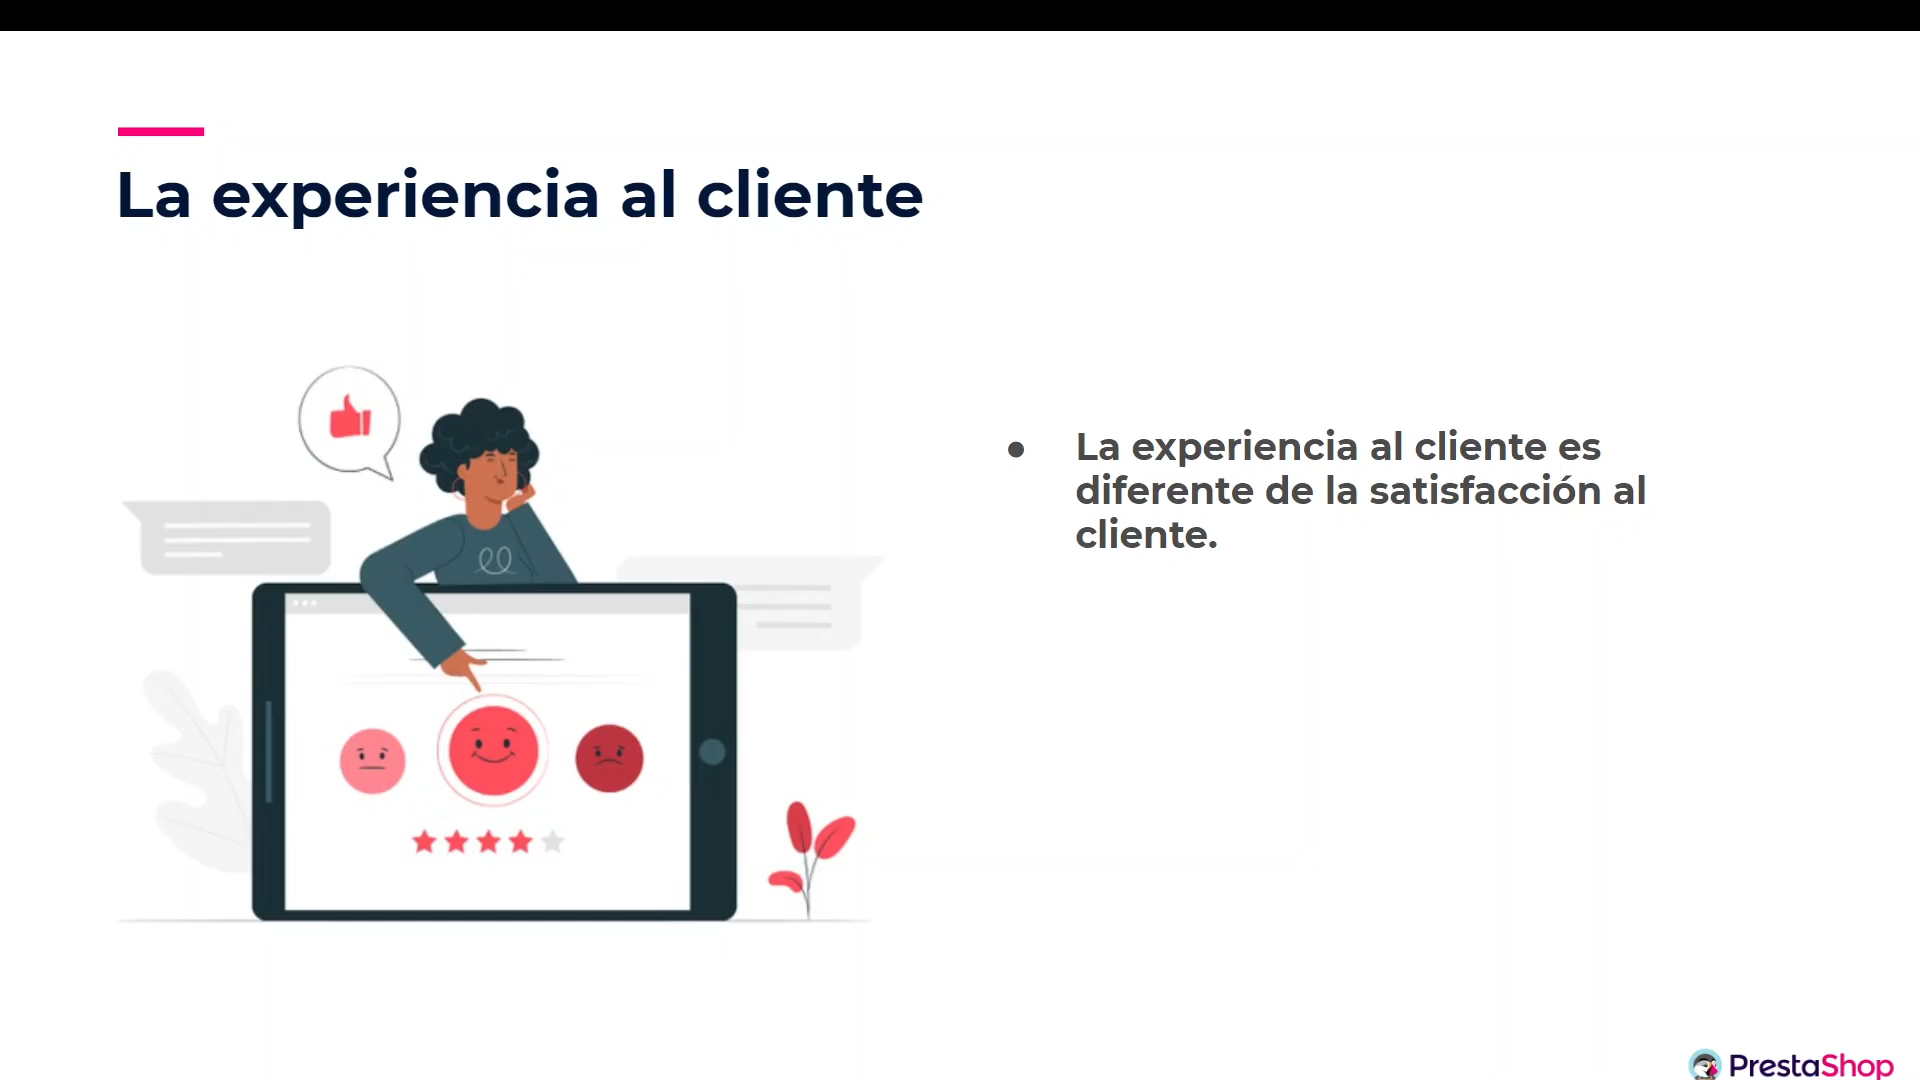 La experiencia al cliente
● La experiencia al cliente es
diferente de la satisfacción al
cliente.
PrestaShop